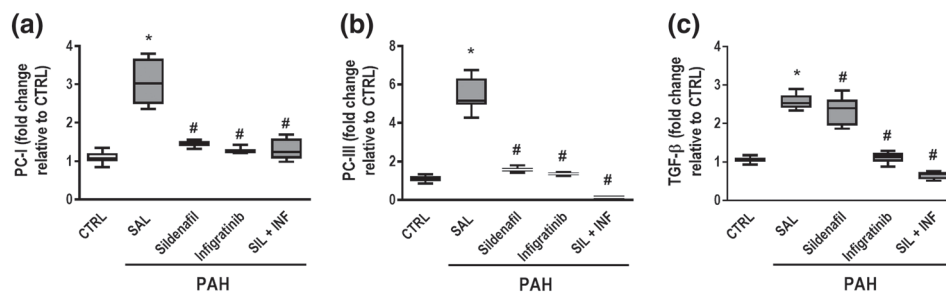 (a)
PC-I (fold change
relative to CTRL)
4
3
2
1
0
*
#
#
#
CTRL
SAL
Sildenafil
Infigratinib
SIL + INF
PAH
(b)
PC-III (fold change
relative to CTRL)
8
6
4
2
0
*
#
#
#
CTRL
SAL
Sildenafil
Infigratinib
SIL + INF
PAH
(c)
TGF-β (fold change
relative to CTRL)
4
3
2
1
0
*
#
#
#
CTRL
SAL
Sildenafil
Infigratinib
SIL + INF
PAH